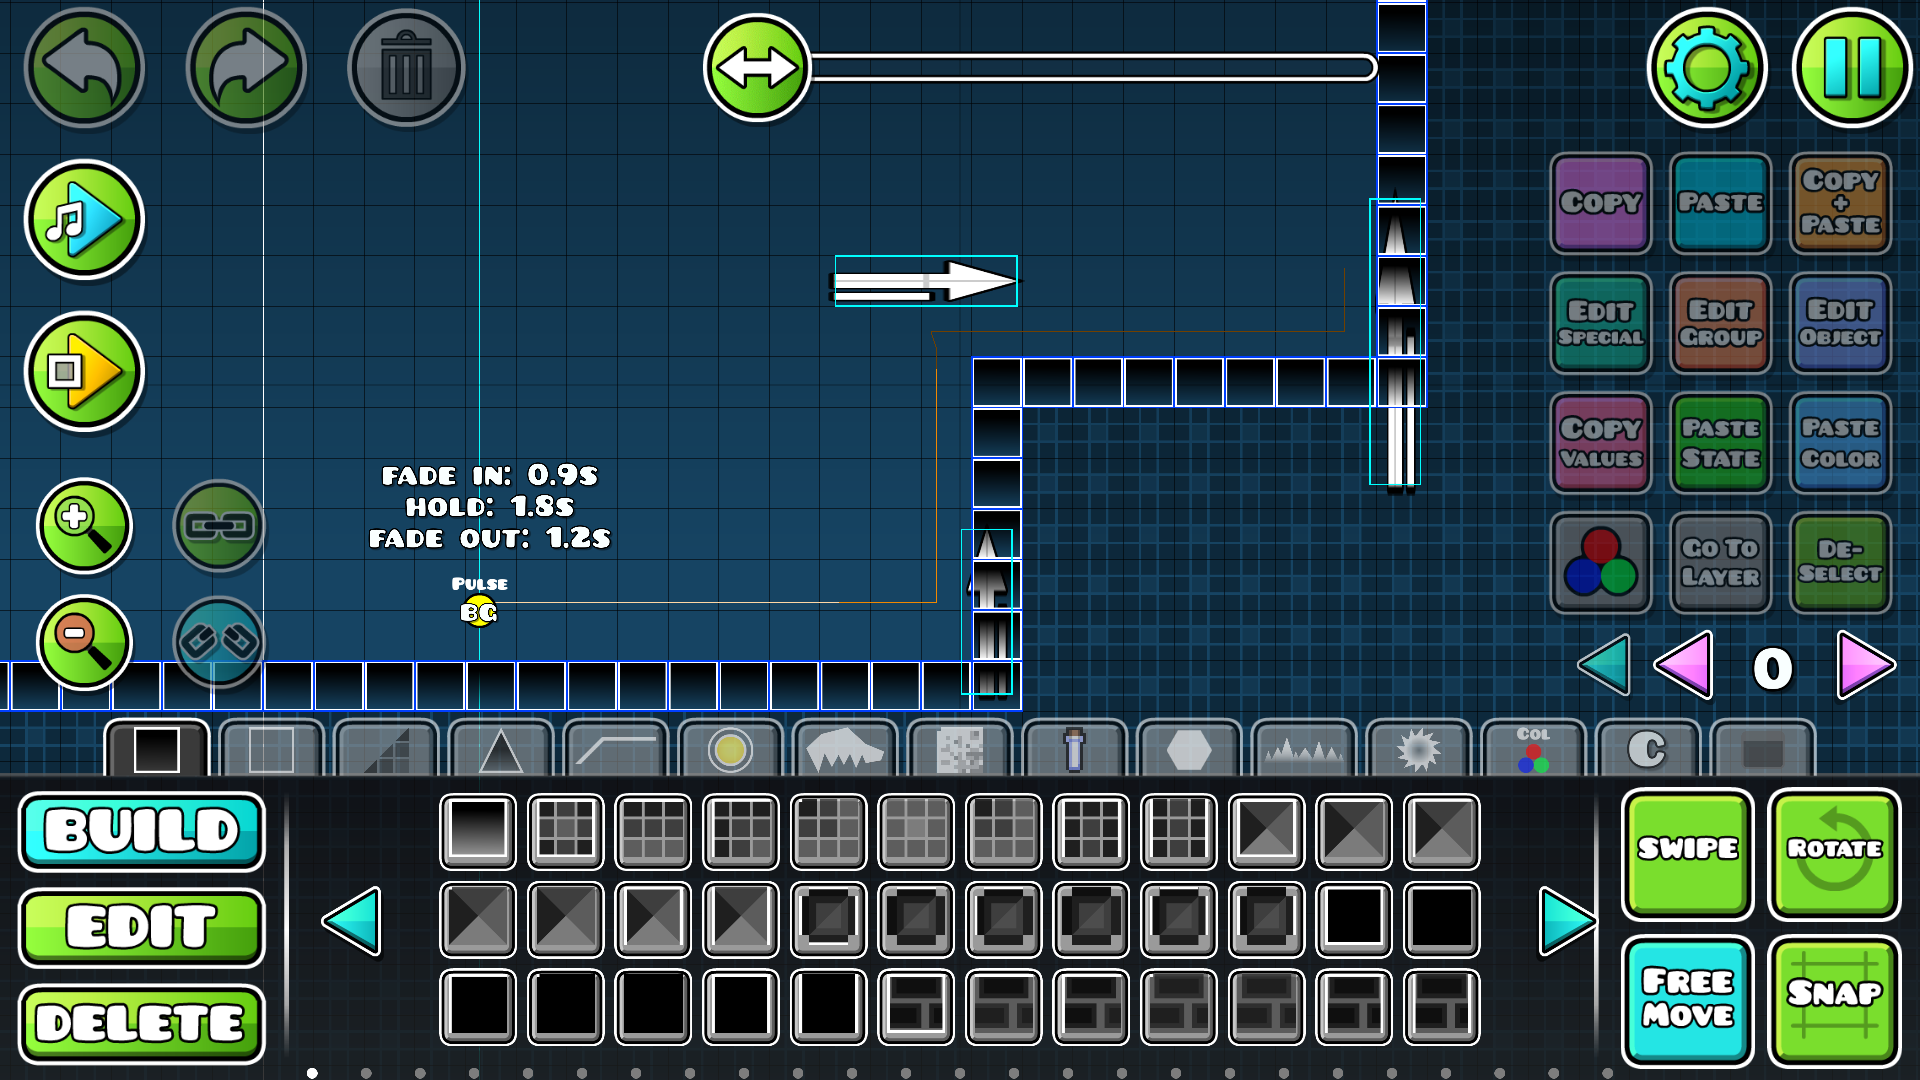 COPY
PASTE
COPY
+
PASTE
EDIT
SPECIAL
EDIT
GROUP
EDIT
OBJECT
COPY
VALUES
PASTE
STATE
PASTE
COLOR
FADE IN: 0.9S
HOLD: 1.8S
FADE OUT: 1.2S
PULSE
BG
GO TO
LAYER
DE-
SELECT
0
COL
C
BUILD
EDIT
DELETE
SWIPE
ROTATE
FREE
MOVE
SNAP